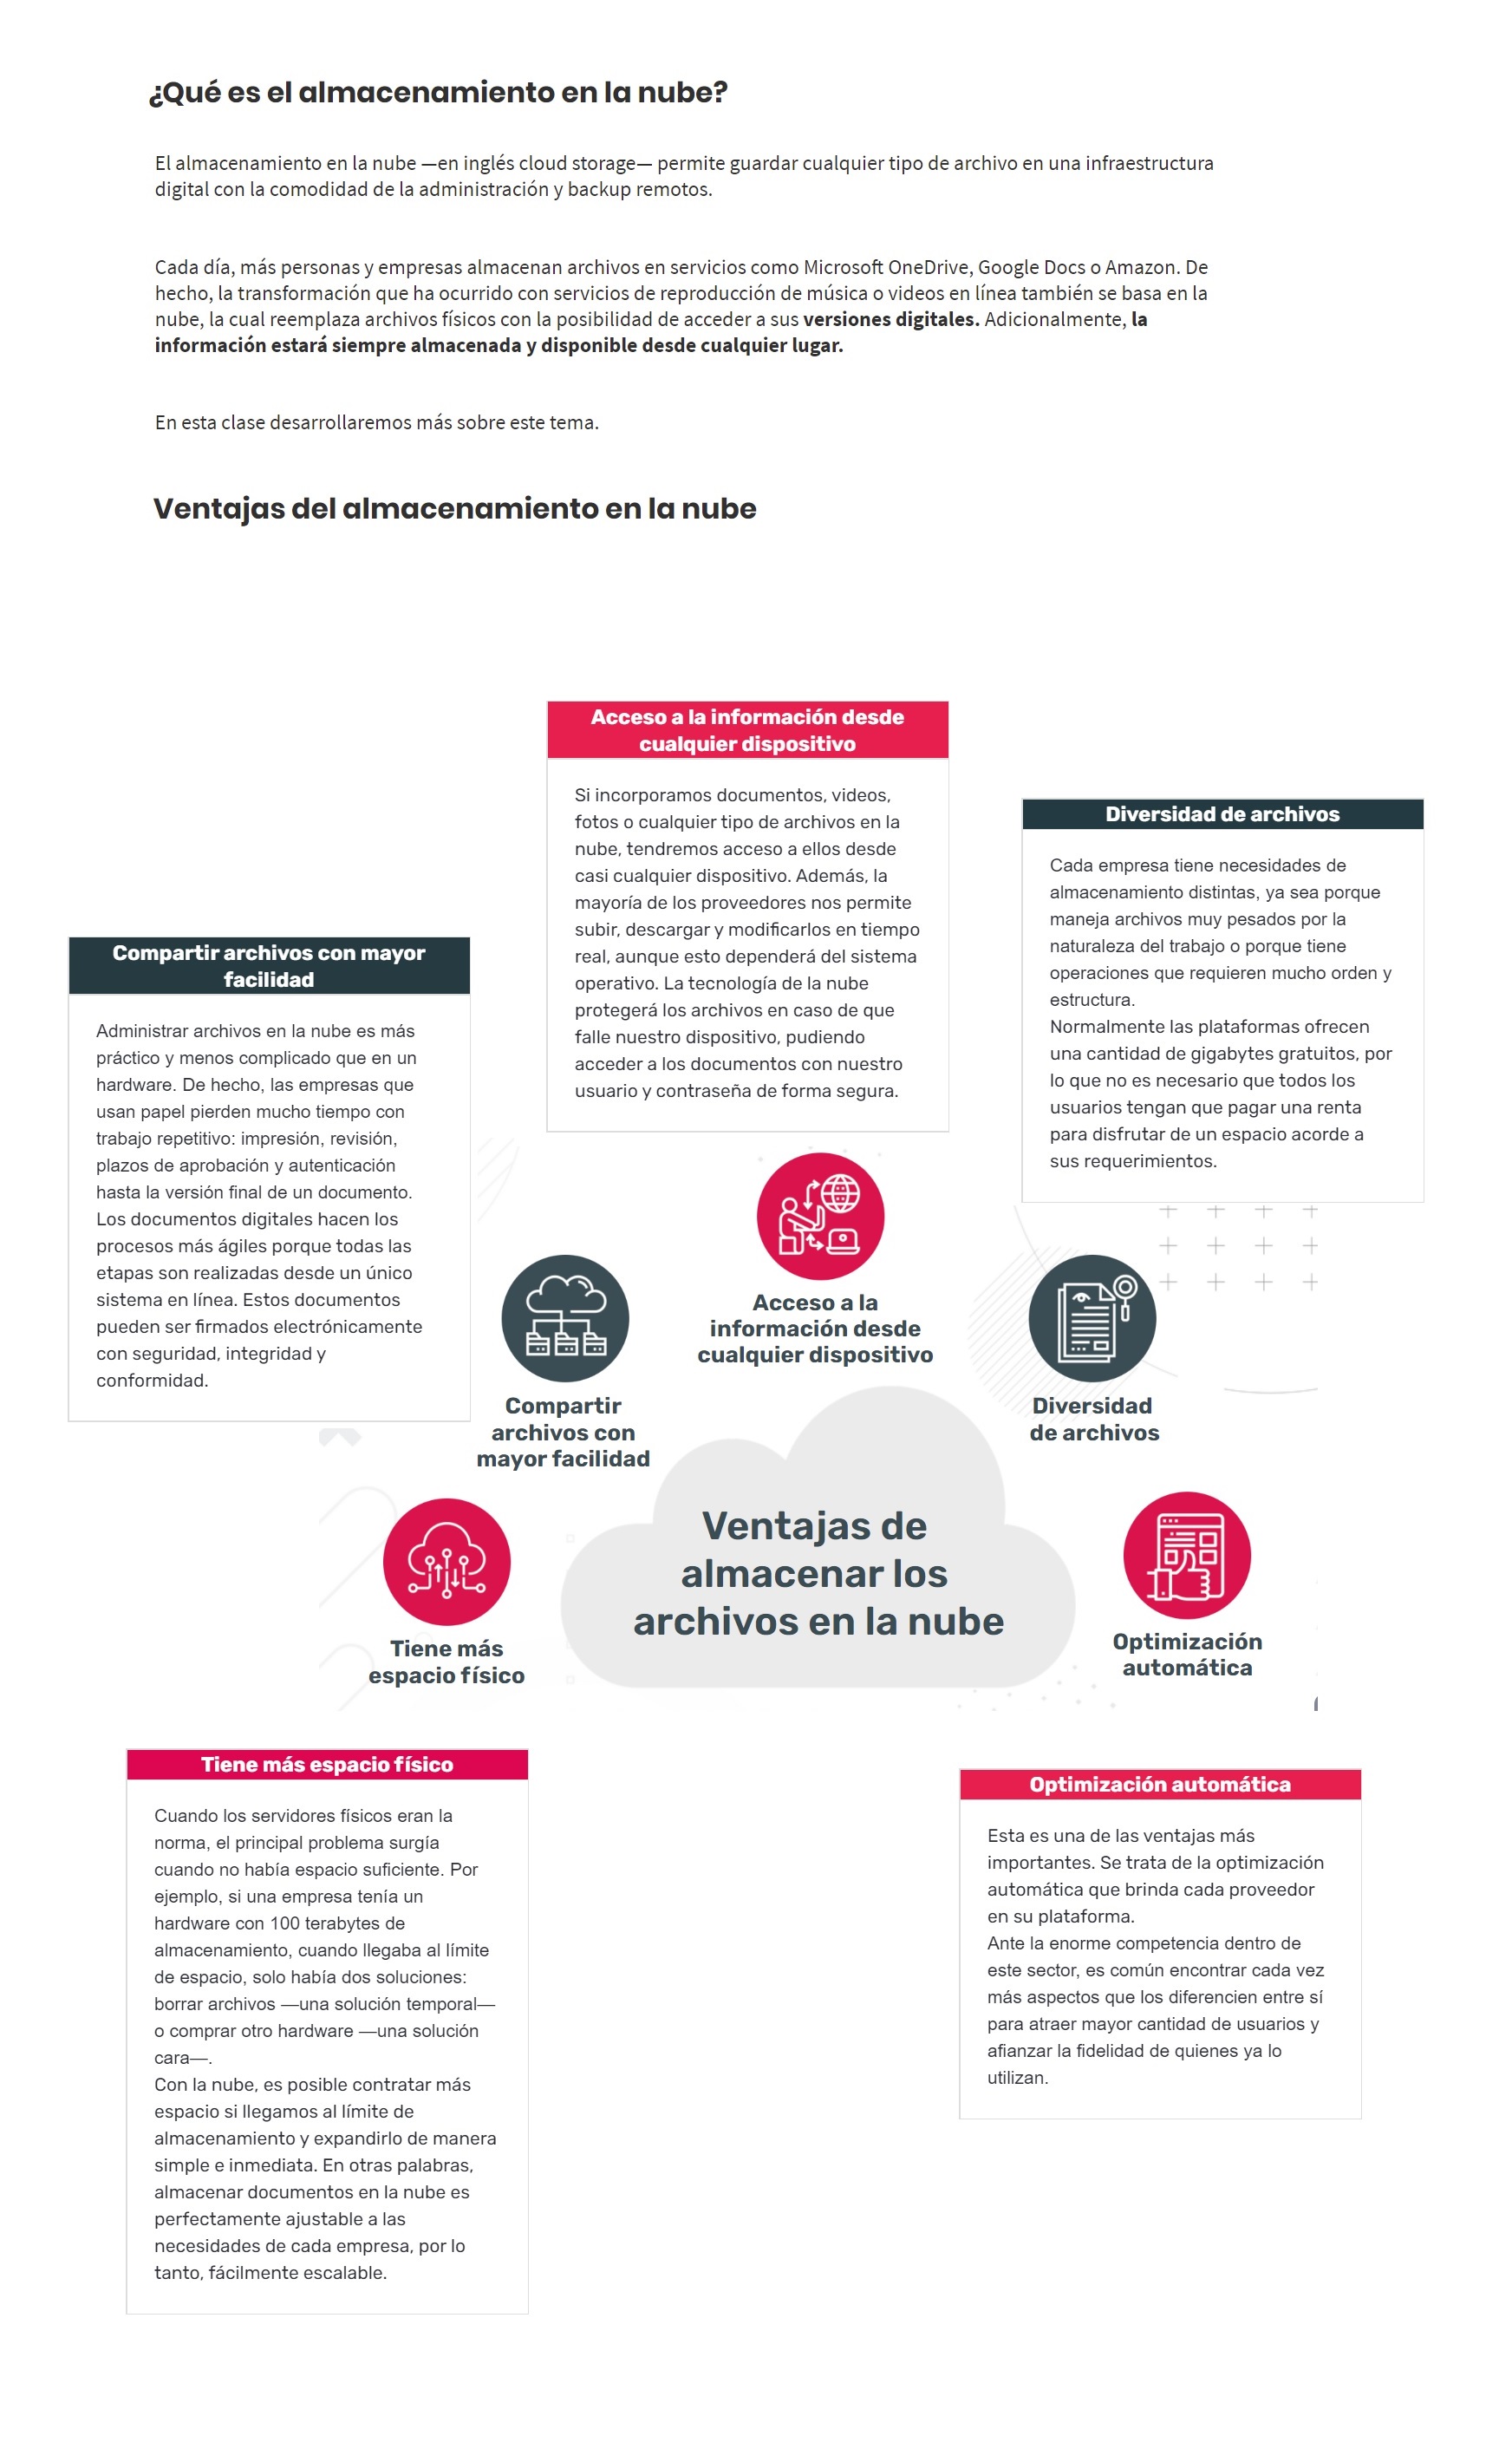 ¿Qué es el almacenamiento en la nube?
El almacenamiento en la nube —en inglés cloud storage— permite guardar cualquier tipo de archivo en una infraestructura
digital con la comodidad de la administración y backup remotos.
Cada día, más personas y empresas almacenan archivos en servicios como Microsoft OneDrive, Google Docs o Amazon. De
hecho, la transformación que ha ocurrido con servicios de reproducción de música o videos en línea también se basa en la
nube, la cual reemplaza archivos físicos con la posibilidad de acceder a sus versiones digitales. Adicionalmente, la
información estará siempre almacenada y disponible desde cualquier lugar.
En esta clase desarrollaremos más sobre este tema.
Ventajas del almacenamiento en la nube
Acceso a la información desde
cualquier dispositivo
Si incorporamos documentos, videos,
fotos o cualquier tipo de archivos en la
nube, tendremos acceso a ellos desde
casi cualquier dispositivo. Además, la
mayoría de los proveedores nos permite
subir, descargar y modificarlos en tiempo
real, aunque esto dependerá del sistema
operativo. La tecnología de la nube
protegerá los archivos en caso de que
falle nuestro dispositivo, pudiendo
acceder a los documentos con nuestro
usuario y contraseña de forma segura.
Diversidad de archivos
Cada empresa tiene necesidades de
almacenamiento distintas, ya sea porque
maneja archivos muy pesados por la
naturaleza del trabajo o porque tiene
operaciones que requieren mucho orden y
estructura.
Normalmente las plataformas ofrecen
una cantidad de gigabytes gratuitos, por
lo que no es necesario que todos los
usuarios tengan que pagar una renta
para disfrutar de un espacio acorde a
sus requerimientos.
Compartir archivos con mayor
facilidad
Administrar archivos en la nube es más
práctico y menos complicado que en un
hardware. De hecho, las empresas que
usan papel pierden mucho tiempo con
trabajo repetitivo: impresión, revisión,
plazos de aprobación y autenticación
hasta la versión final de un documento.
Los documentos digitales hacen los
procesos más ágiles porque todas las
etapas son realizadas desde un único
sistema en línea. Estos documentos
pueden ser firmados electrónicamente
con seguridad, integridad y
conformidad.
Acceso a la
información desde
cualquier dispositivo
Compartir
archivos con
mayor facilidad
Diversidad
de archivos
Ventajas de
almacenar los
archivos en la nube
Tiene más
espacio físico
Optimización
automática
Tiene más espacio físico
Cuando los servidores físicos eran la
norma, el principal problema surgía
cuando no había espacio suficiente. Por
ejemplo, si una empresa tenía un
hardware con 100 terabytes de
almacenamiento, cuando llegaba al límite
de espacio, solo había dos soluciones:
borrar archivos —una solución temporal—
o comprar otro hardware —una solución
cara—.
Con la nube, es posible contratar más
espacio si llegamos al límite de
almacenamiento y expandirlo de manera
simple e inmediata. En otras palabras,
almacenar documentos en la nube es
perfectamente ajustable a las
necesidades de cada empresa, por lo
tanto, fácilmente escalable.
Optimización automática
Esta es una de las ventajas más
importantes. Se trata de la optimización
automática que brinda cada proveedor
en su plataforma.
Ante la enorme competencia dentro de
este sector, es común encontrar cada vez
más aspectos que los diferencien entre sí
para atraer mayor cantidad de usuarios y
afianzar la fidelidad de quienes ya lo
utilizan.